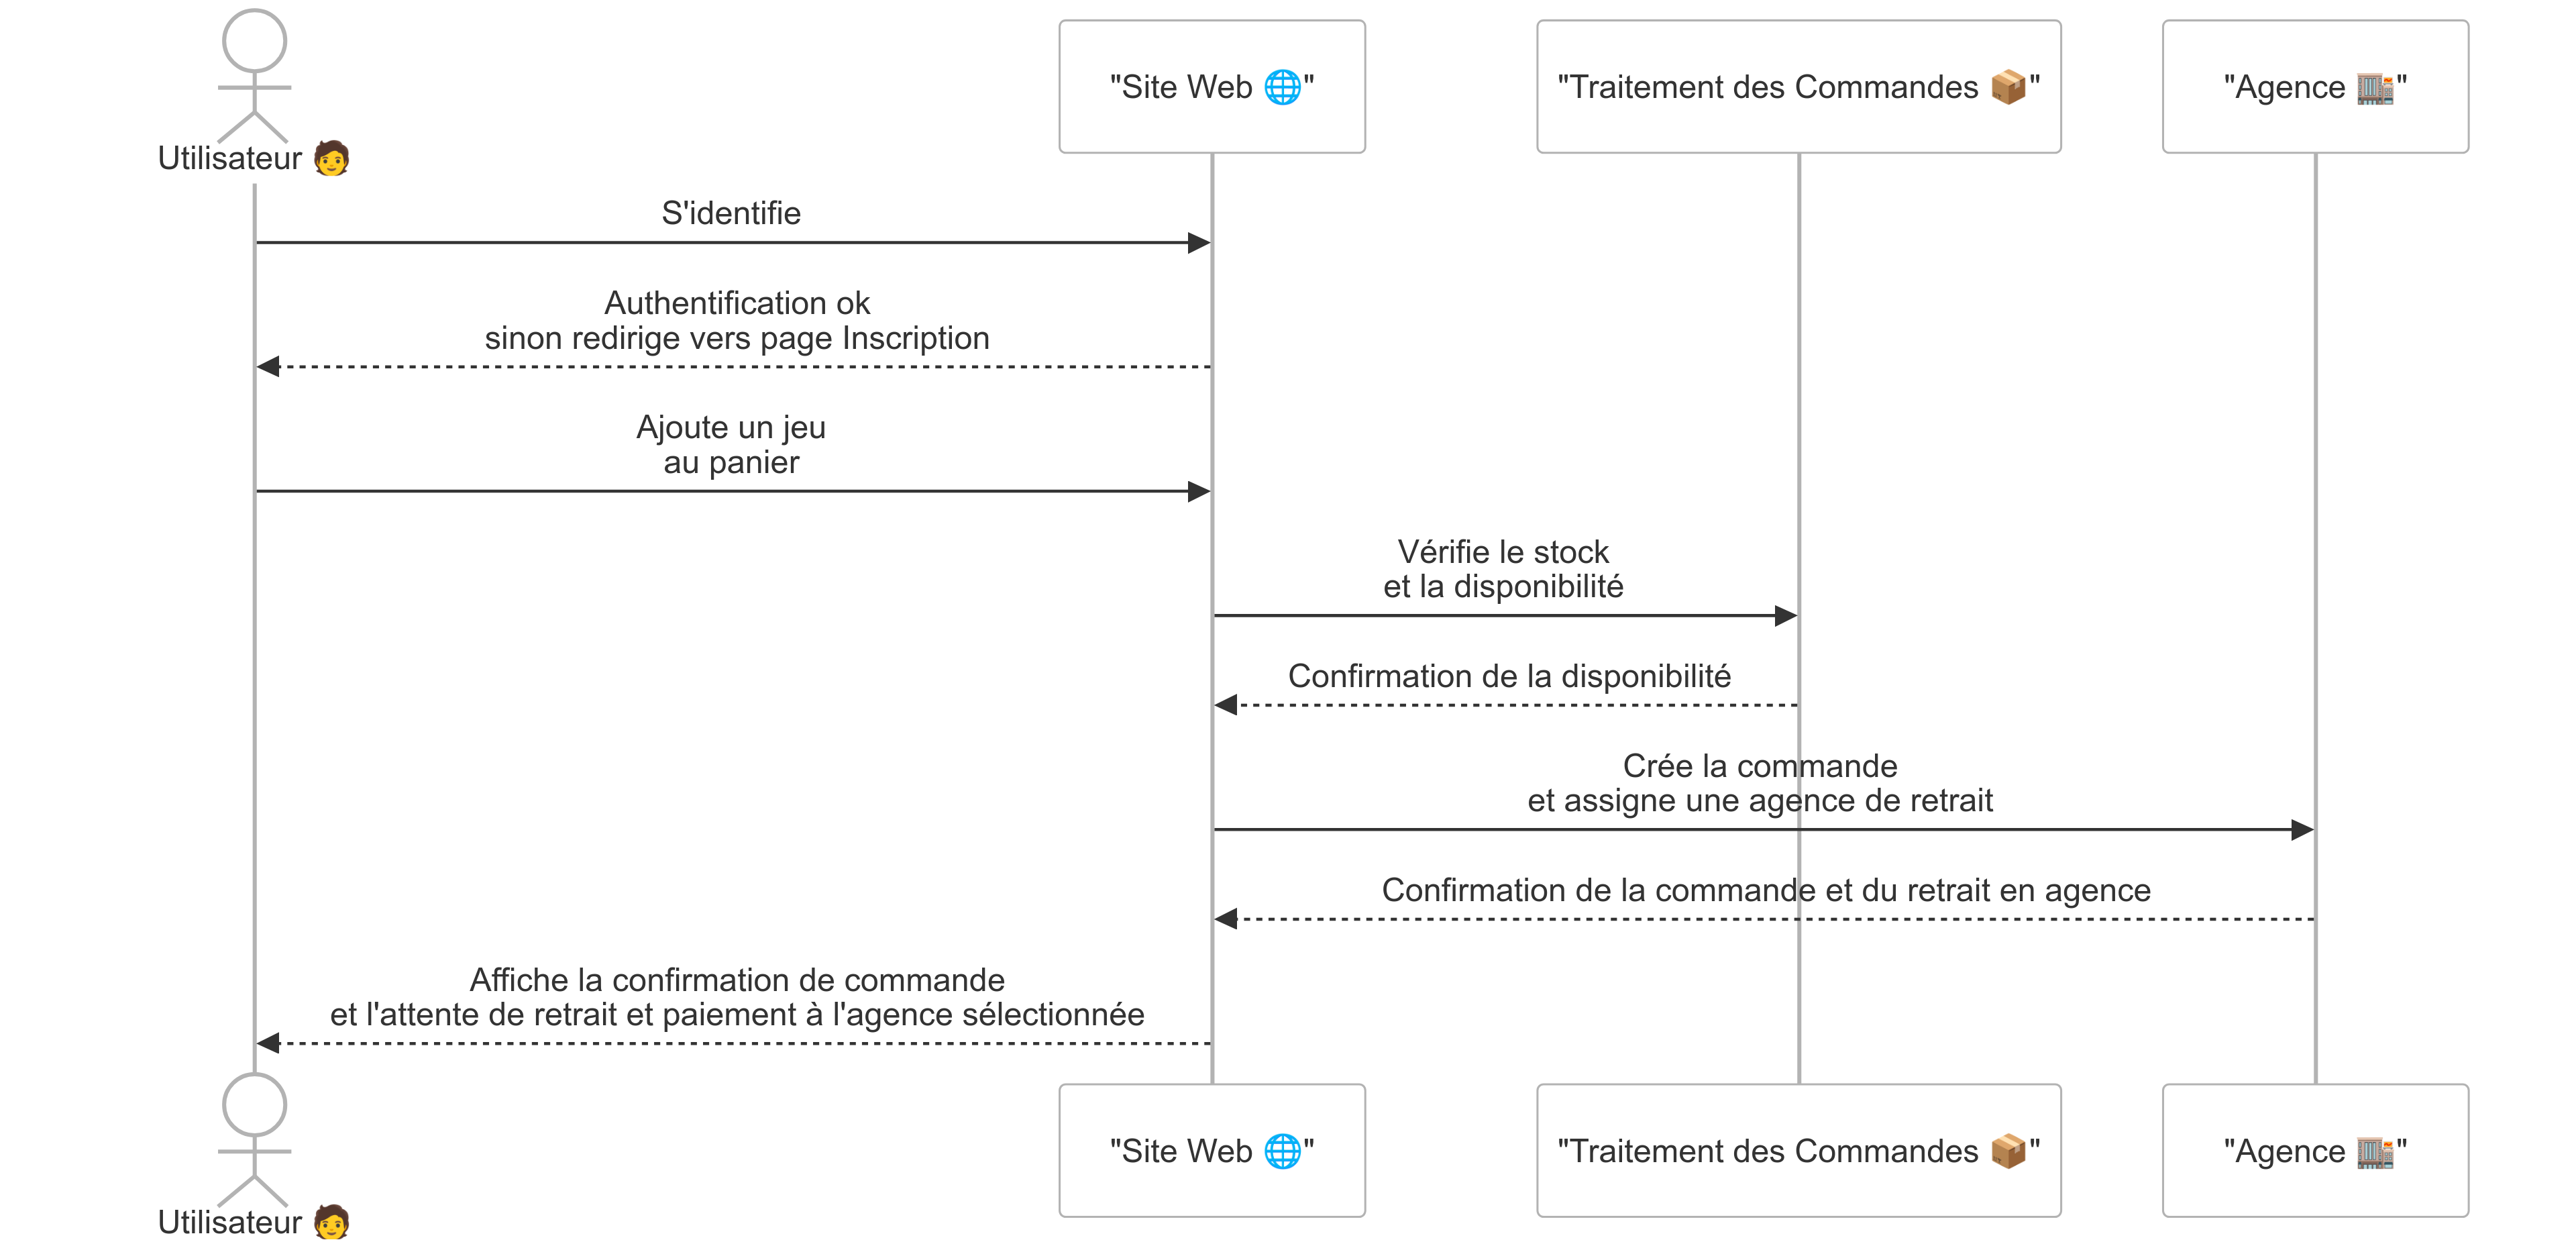 Utilisateur 🧑
"Site Web 🌐"
"Traitement des Commandes 📦"
"Agence 🏬"
S'identifie
Authentification ok
sinon redirige vers page Inscription
Ajoute un jeu
au panier
Vérifie le stock
et la disponibilité
Confirmation de la disponibilité
Crée la commande
et assigne une agence de retrait
Confirmation de la commande et du retrait en agence
Affiche la confirmation de commande
et l'attente de retrait et paiement à l'agence sélectionnée
Utilisateur 🧑
"Site Web 🌐"
"Traitement des Commandes 📦"
"Agence 🏬"